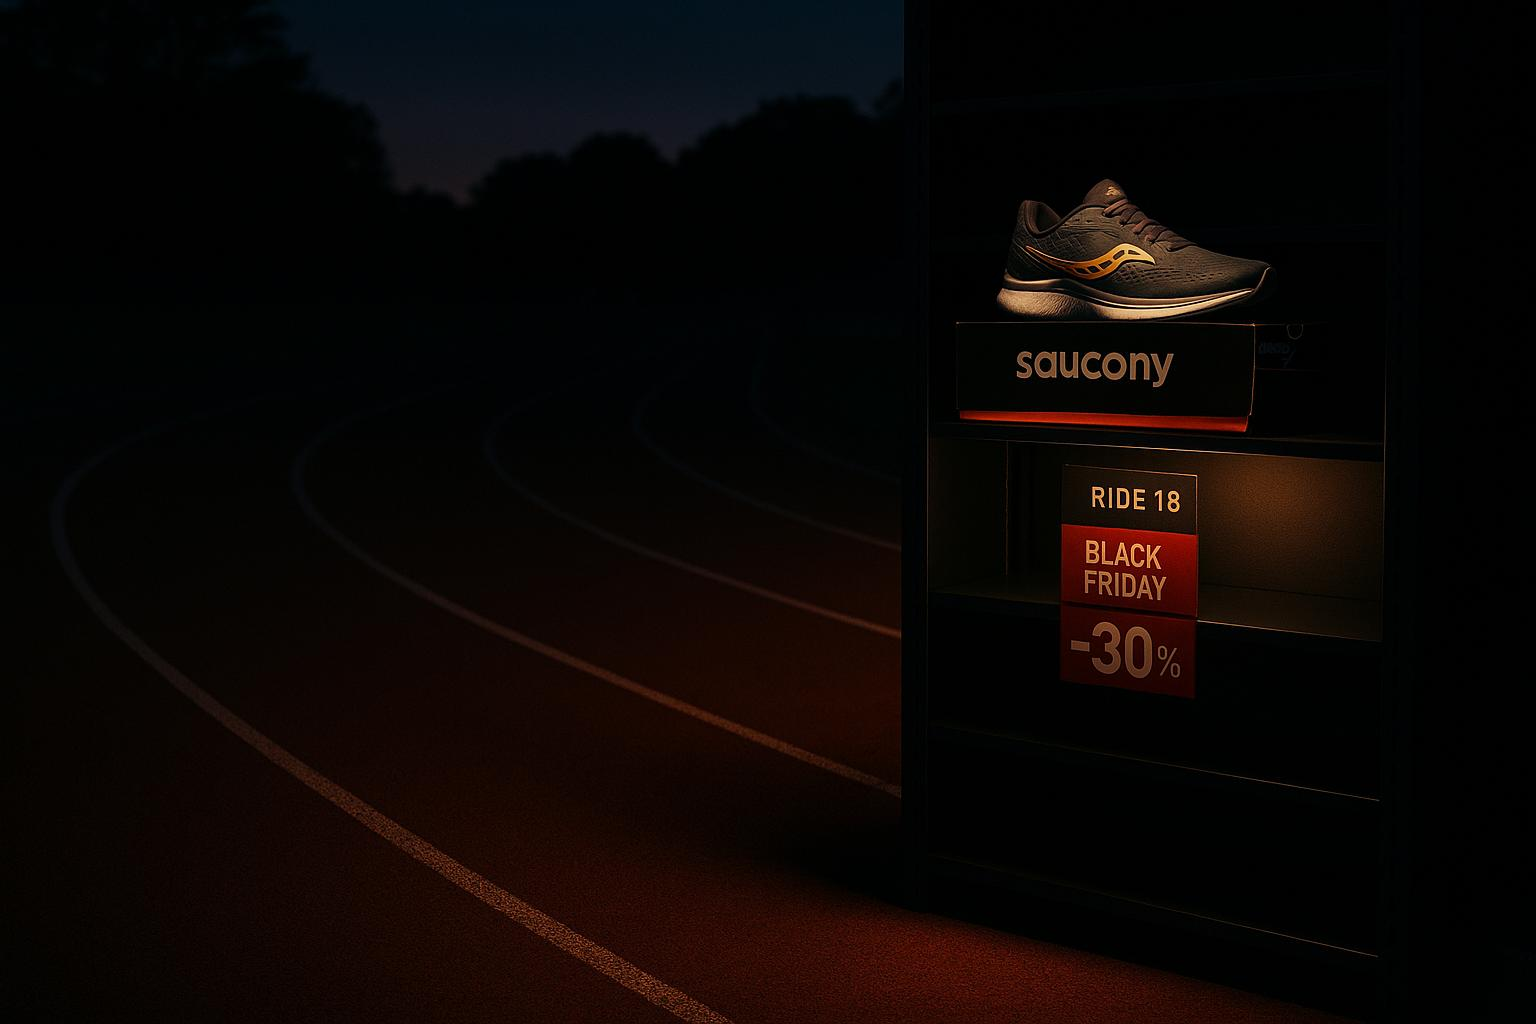 saucony
RIDE 18
BLACK
FRIDAY
-30%